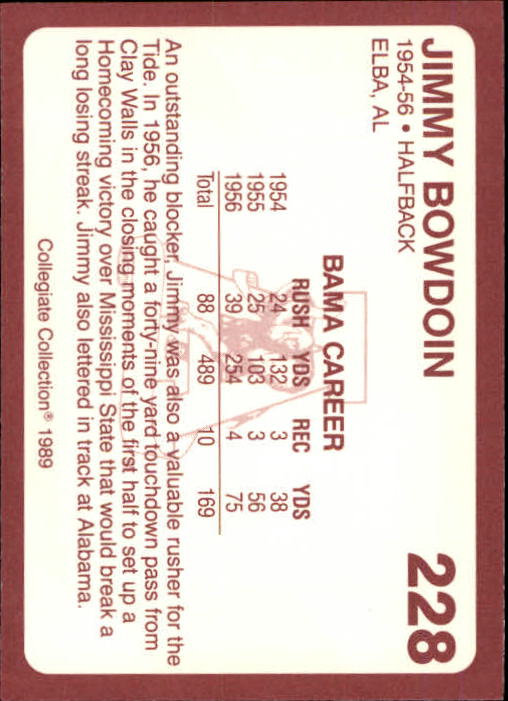 JIMMY BOWDOIN 228
1954-56 • HALFBACK
ELBA, AL
BAMA CAREER
RUSH YDS REC YDS
1954 24 132 3 38
1955 25 103 3 56
1956 39 254 4 75
Total 88 489 10 169
An outstanding blocker, Jimmy was also a valuable rusher for the
Tide. In 1956, he caught a forty-nine yard touchdown pass from
Clay Walls in the closing moments of the first half to set up a
Homecoming victory over Mississippi State that would break a
long losing streak. Jimmy also lettered in track at Alabama.
Collegiate Collection® 1989